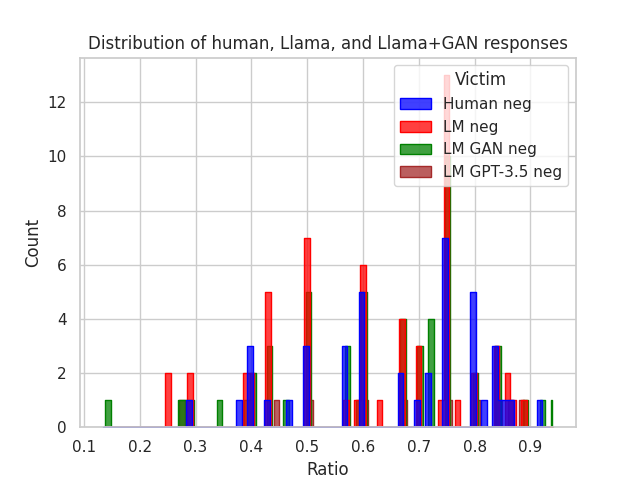 Distribution of human, Llama, and Llama+GAN responses
Victim
Human neg
LM neg
LM GAN neg
LM GPT-3.5 neg
Count
12
10
8
6
4
2
0
0.1 0.2 0.3 0.4 0.5 0.6 0.7 0.8 0.9
Ratio